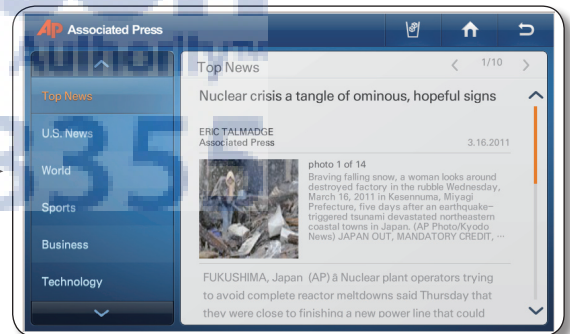 AP Associated Press
Authority™
8355
Top News
U.S. News
World
Sports
Business
Technology
Top News
1/10
Nuclear crisis a tangle of ominous, hopeful signs
ERIC TALMADGE
Associated Press
3.16.2011
photo 1 of 14
Braving falling snow, a woman looks around
destroyed factory in the rubble Wednesday,
March 16, 2011 in Kesennuma, Miyagi
Prefecture, five days after an earthquake-
triggered tsunami devastated northeastern
coastal towns in Japan. (AP Photo/Kyodo
News) JAPAN OUT, MANDATORY CREDIT, ···
FUKUSHIMA, Japan (AP) â Nuclear plant operators trying
to avoid complete reactor meltdowns said Thursday that
they were close to finishing a new power line that could